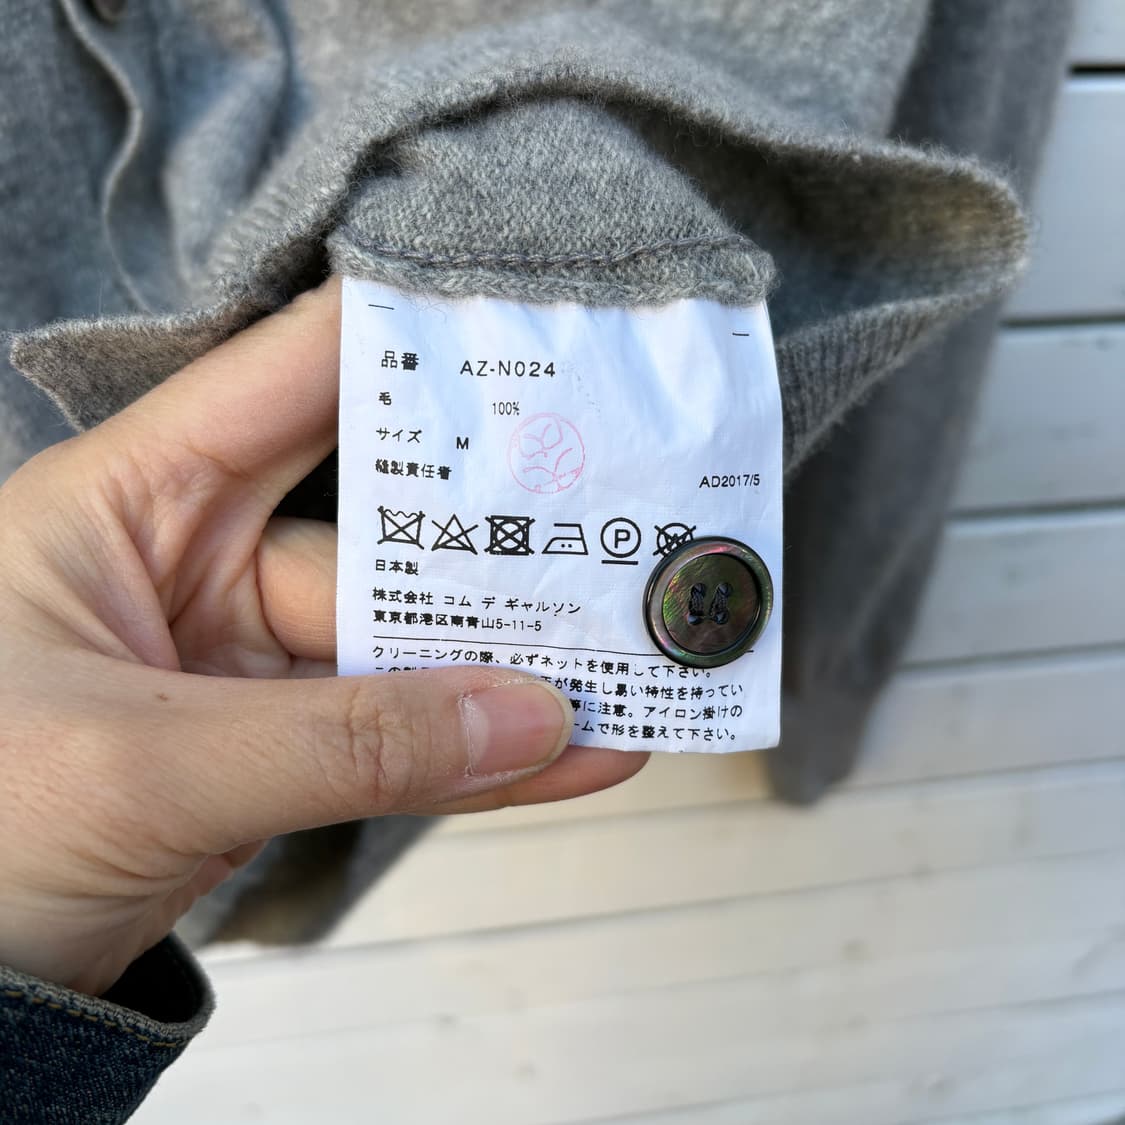 品番 AZ-N024
毛 100%
サイズ M
縫製責任者
AD2017/5
P
日本製
株式会社 コム デ ギャルソン
東京都港区南青山5-11-5
クリーニングの際、必ずネットを使用して下さい。
この製
が発生し易い特性を持ってい
等に注意。アイロン掛けの
ームで形を整えて下さい。